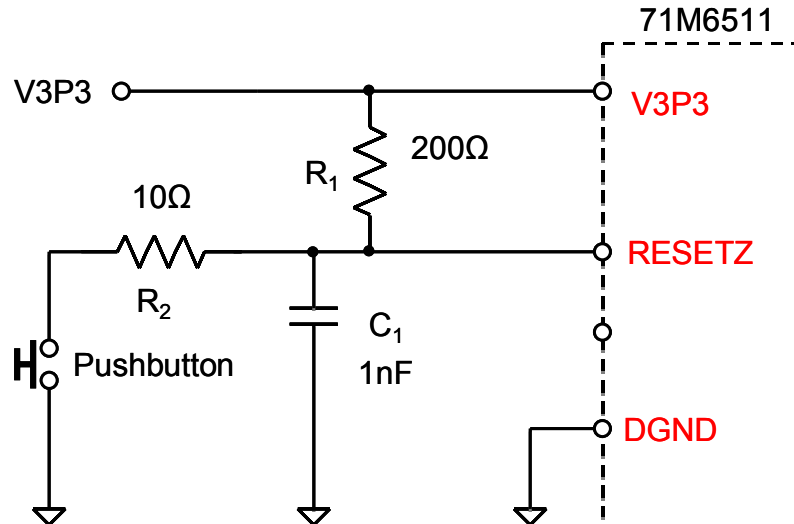 71M6511
V3P3
V3P3
200Ω
R1
10Ω
RESETZ
R2
C1
Pushbutton
1nF
DGND